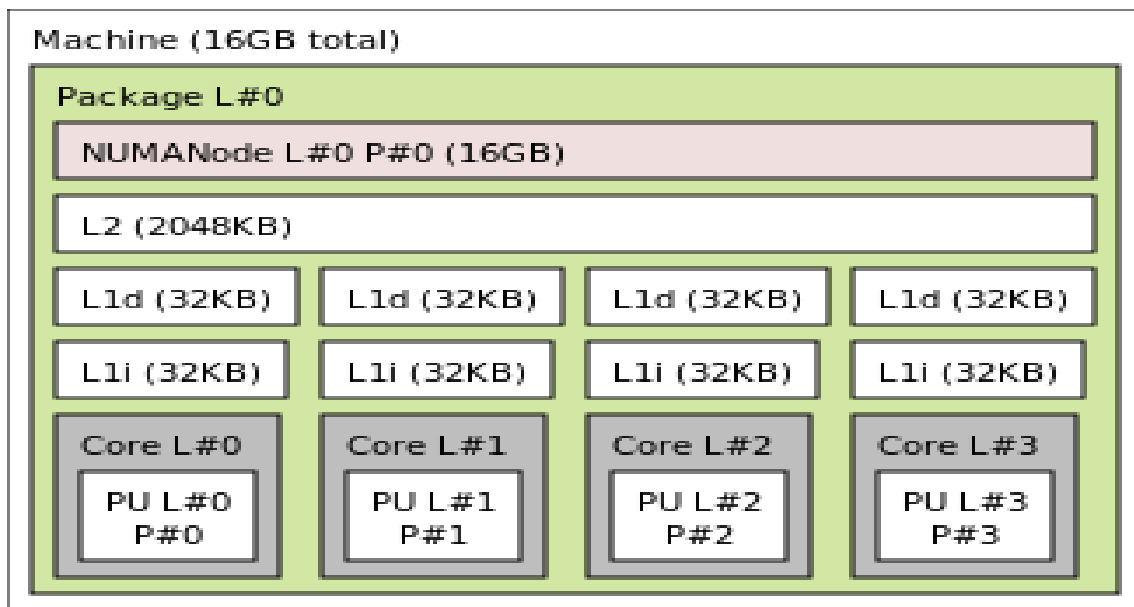 Machine (16GB total)
Package L#0
NUMANode L#0 P#0 (16GB)
L2 (2048KB)
L1d (32KB) L1d (32KB) L1d (32KB) L1d (32KB)
L1i (32KB) L1i (32KB) L1i (32KB) L1i (32KB)
Core L#0 Core L#1 Core L#2 Core L#3
PU L#0 PU L#1 PU L#2 PU L#3
P#0 P#1 P#2 P#3